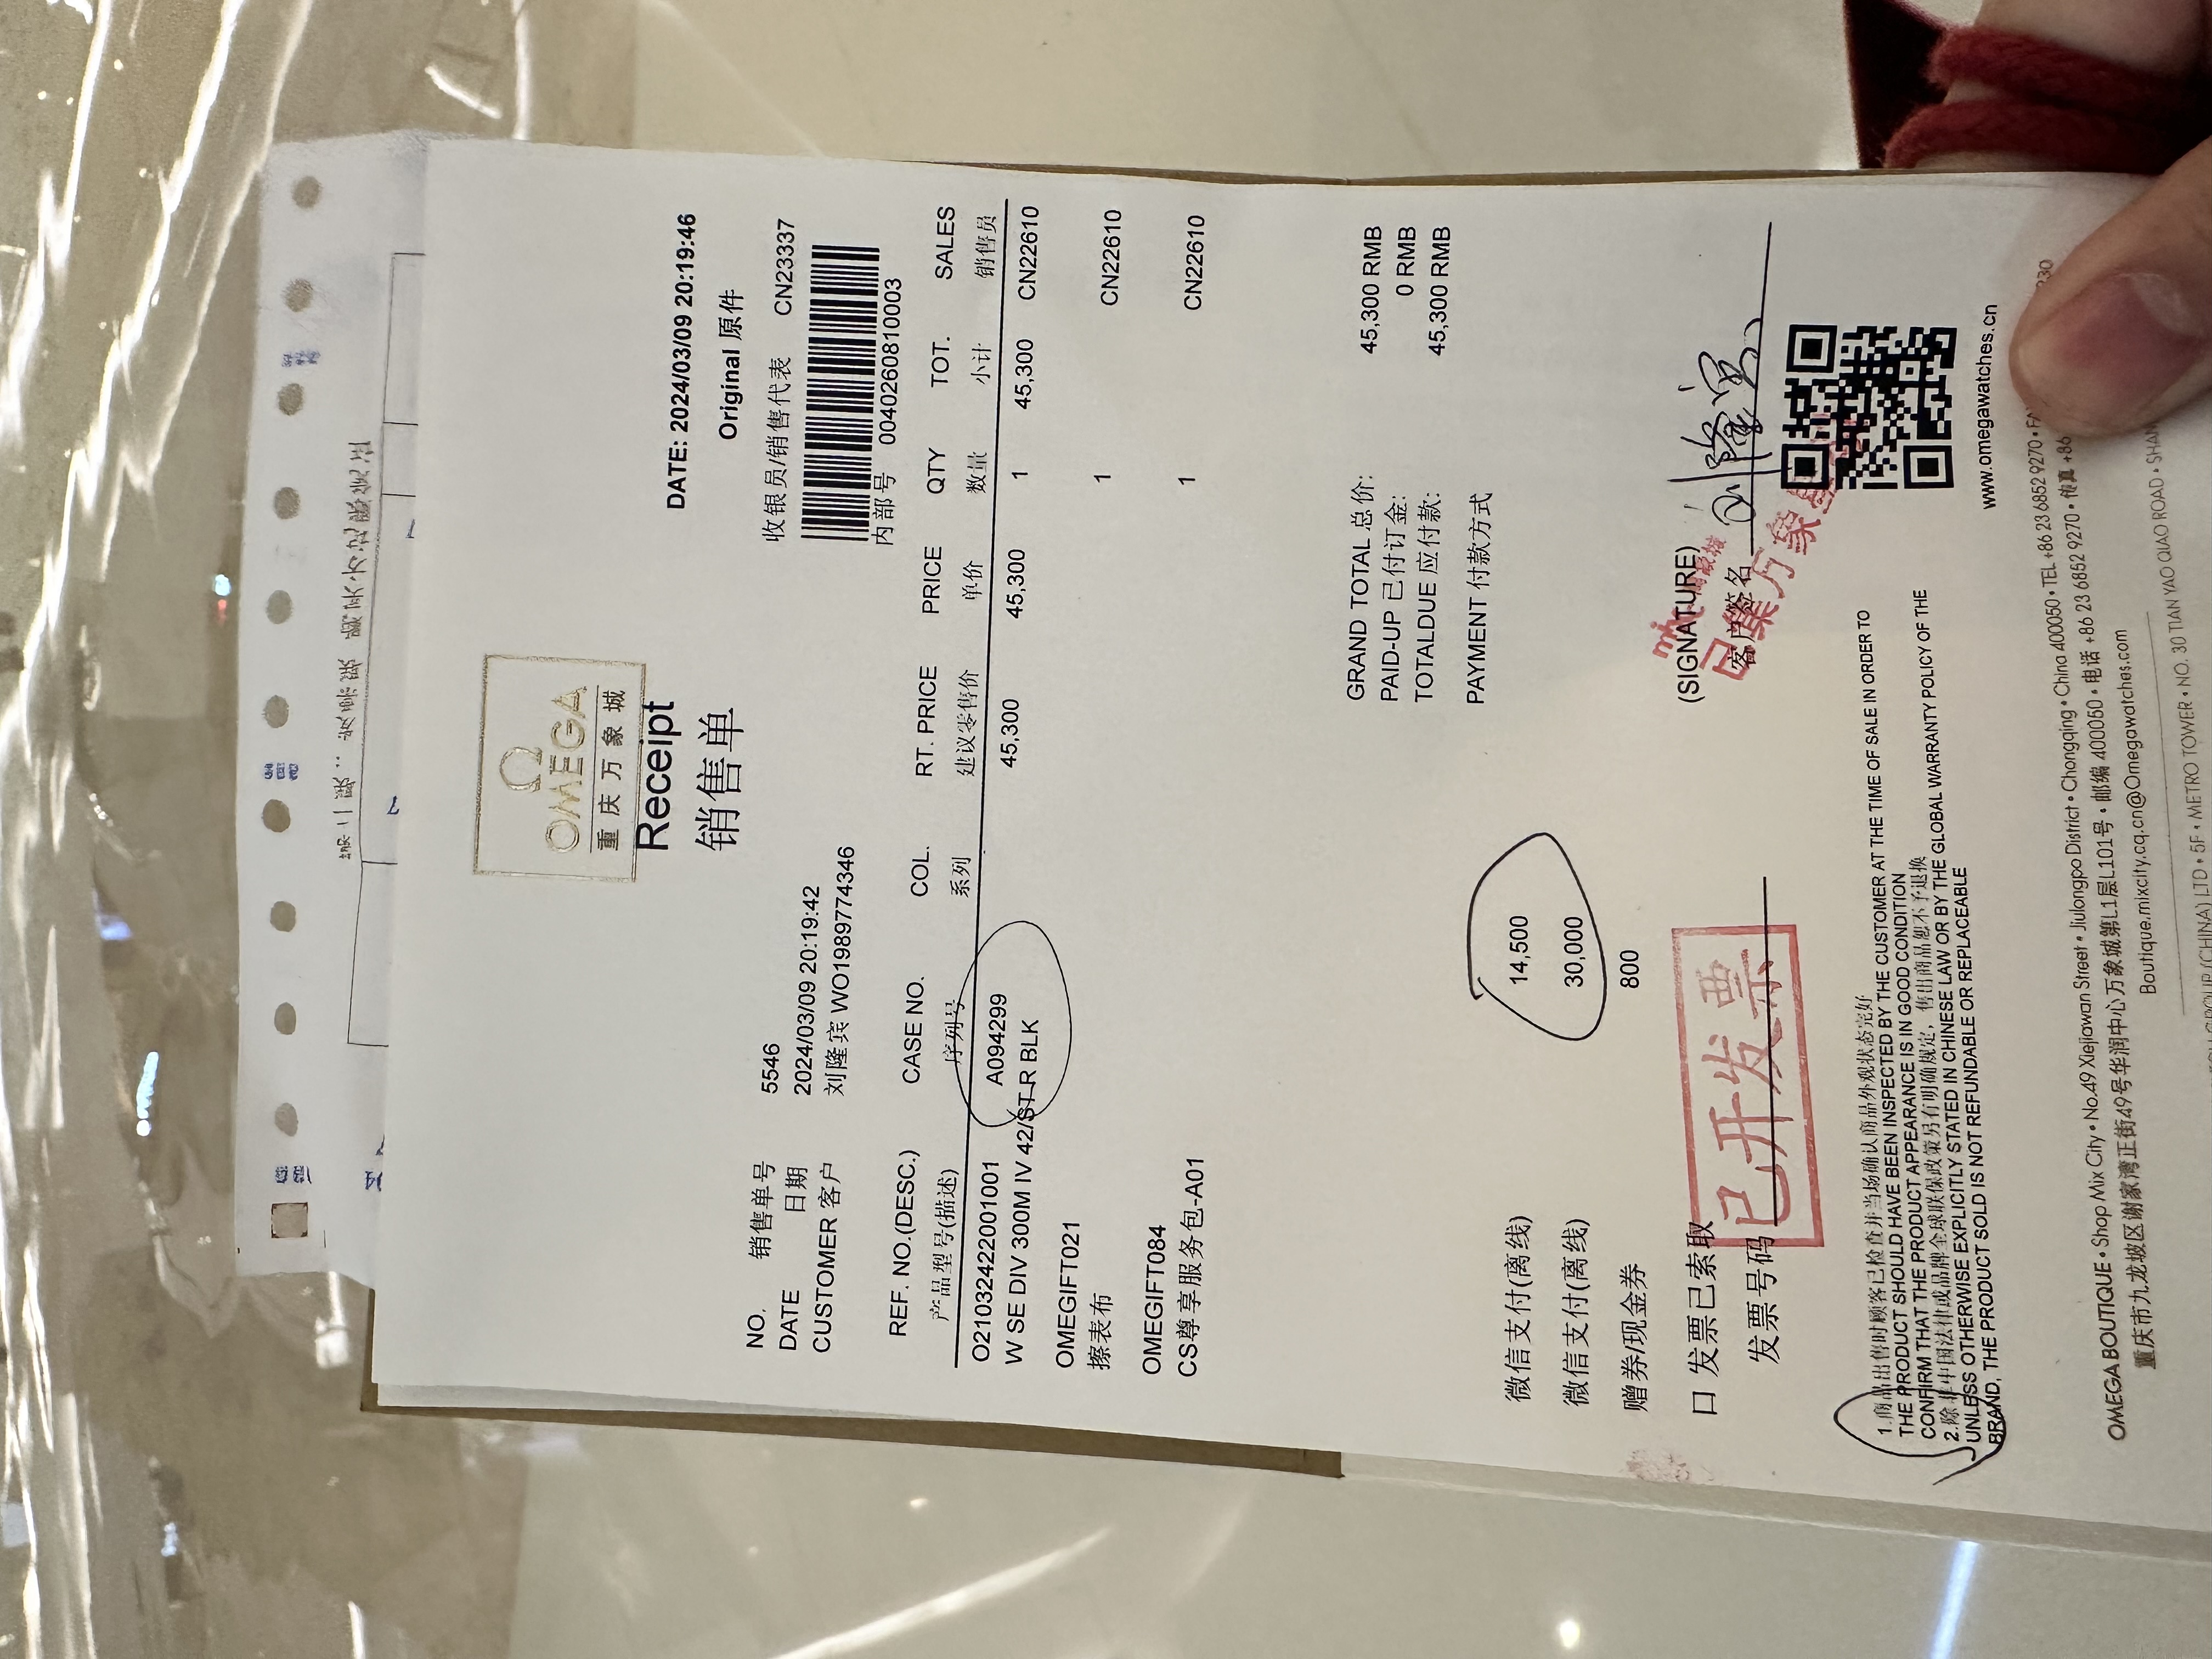 Ω
OMEGA
重庆万象城
Receipt
销售单
DATE: 2024/03/09 20:19:46
Original 原件
NO. 销售单号 5546
DATE 日期 2024/03/09 20:19:42
CUSTOMER 客户 刘隆宾 WO1989774346
收银员/销售代表 CN23337
内部号 0040260810003
REF. NO.(DESC.) CASE NO. COL. RT. PRICE PRICE QTY TOT. SALES
产品型号(描述) 序列号 系列 建议零售价 单价 数量 小计 销售员
O21032422001001 A094299 45,300 45,300 1 45,300 CN22610
W SE DIV 300M IV 42/ST R BLK
OMEGIFT021 1 CN22610
擦表布
OMEGIFT084 1 CN22610
CS尊享服务包-A01
GRAND TOTAL 总价: 45,300 RMB
PAID-UP 已付订金: 0 RMB
TOTALDUE 应付款: 45,300 RMB
PAYMENT 付款方式
微信支付(离线) 14,500
微信支付(离线) 30,000
赠券/现金券 800
口 发票已索取
发票号码
已开发票
(SIGNATURE)
客户签名
刘隆宾
1.商品出售时顾客已检查并当场确认商品外观状态完好
THE PRODUCT SHOULD HAVE BEEN INSPECTED BY THE CUSTOMER AT THE TIME OF SALE IN ORDER TO
CONFIRM THAT THE PRODUCT APPEARANCE IS IN GOOD CONDITION
2.除非中国法律或品牌全球联保政策另有明确规定，售出商品恕不予退换
UNLESS OTHERWISE EXPLICITLY STATED IN CHINESE LAW OR BY THE GLOBAL WARRANTY POLICY OF THE
BRAND, THE PRODUCT SOLD IS NOT REFUNDABLE OR REPLACEABLE
www.omegawatches.cn
OMEGA BOUTIQUE • Shop Mix City • No.49 Xiejiawan Street • Jiulongpo District • Chongqing • China 400050 • TEL +86 23 6852 9270 • FA
重庆市九龙坡区谢家湾正街49号华润中心万象城第L1层L101号 • 邮编 400050 • 电话 +86 23 6852 9270 • 传真 +86
Boutique.mixcity.cq.cn@Omegawatches.com
GROUP (CHINA) LTD • 5F • METRO TOWER • NO. 30 TIAN YAO QIAO ROAD • SHAN